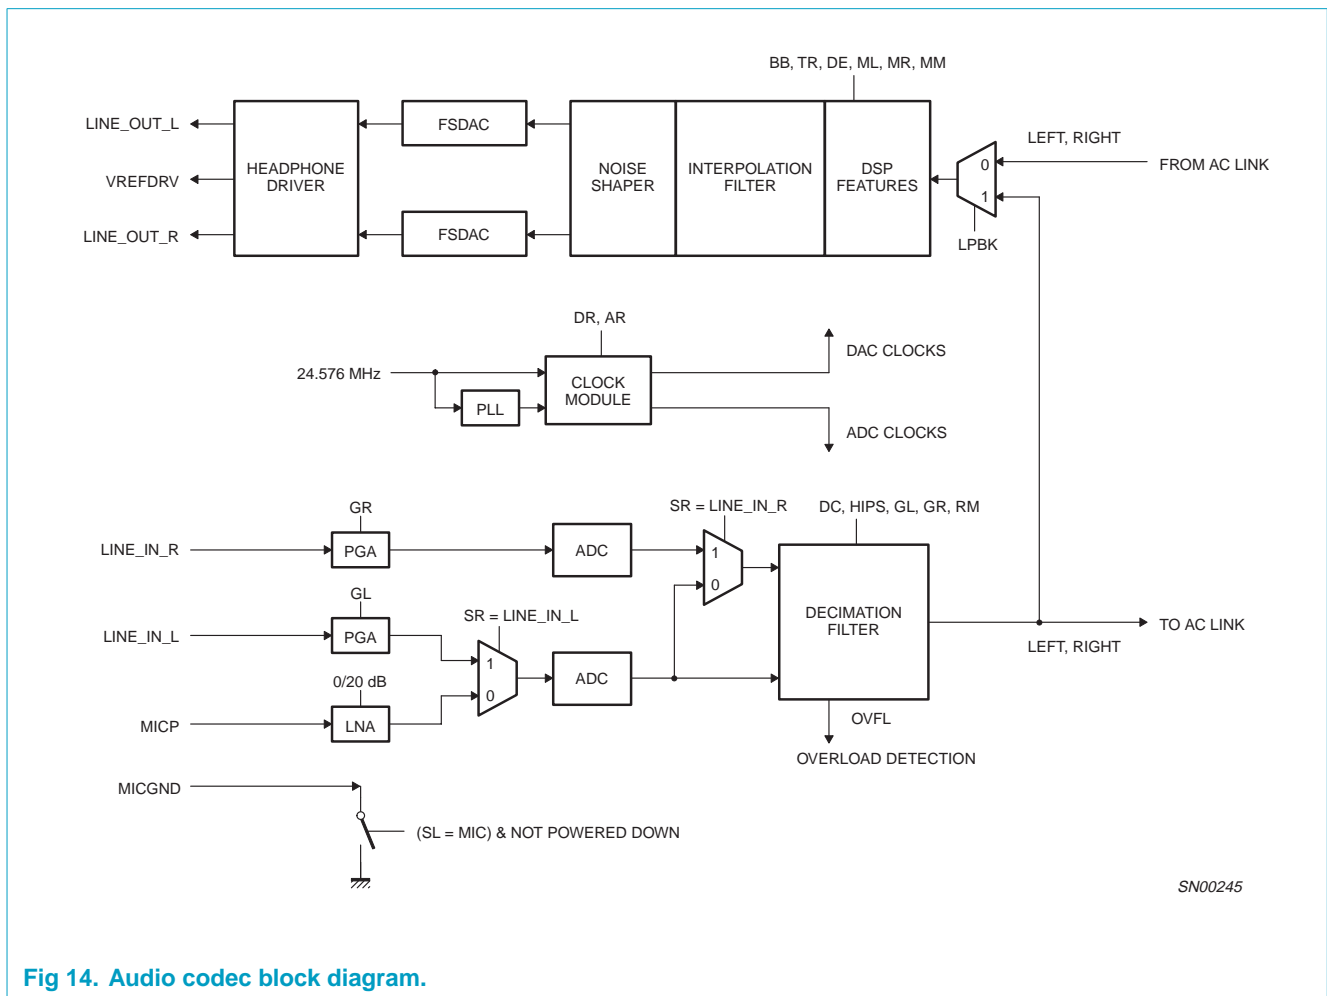 BB, TR, DE, ML, MR, MM
LINE_OUT_L
VREFDRV
LINE_OUT_R
HEADPHONE
DRIVER
FSDAC
FSDAC
NOISE
SHAPER
INTERPOLATION
FILTER
DSP
FEATURES
0
1
LPBK
LEFT, RIGHT
FROM AC LINK
DR, AR
24.576 MHz
PLL
CLOCK
MODULE
DAC CLOCKS
ADC CLOCKS
GR
LINE_IN_R
PGA
ADC
SR = LINE_IN_R
1
0
DC, HIPS, GL, GR, RM
GL
LINE_IN_L
PGA
SR = LINE_IN_L
1
0
ADC
DECIMATION
FILTER
TO AC LINK
LEFT, RIGHT
0/20 dB
MICP
LNA
OVFL
OVERLOAD DETECTION
MICGND
(SL = MIC) & NOT POWERED DOWN
SN00245
Fig 14. Audio codec block diagram.